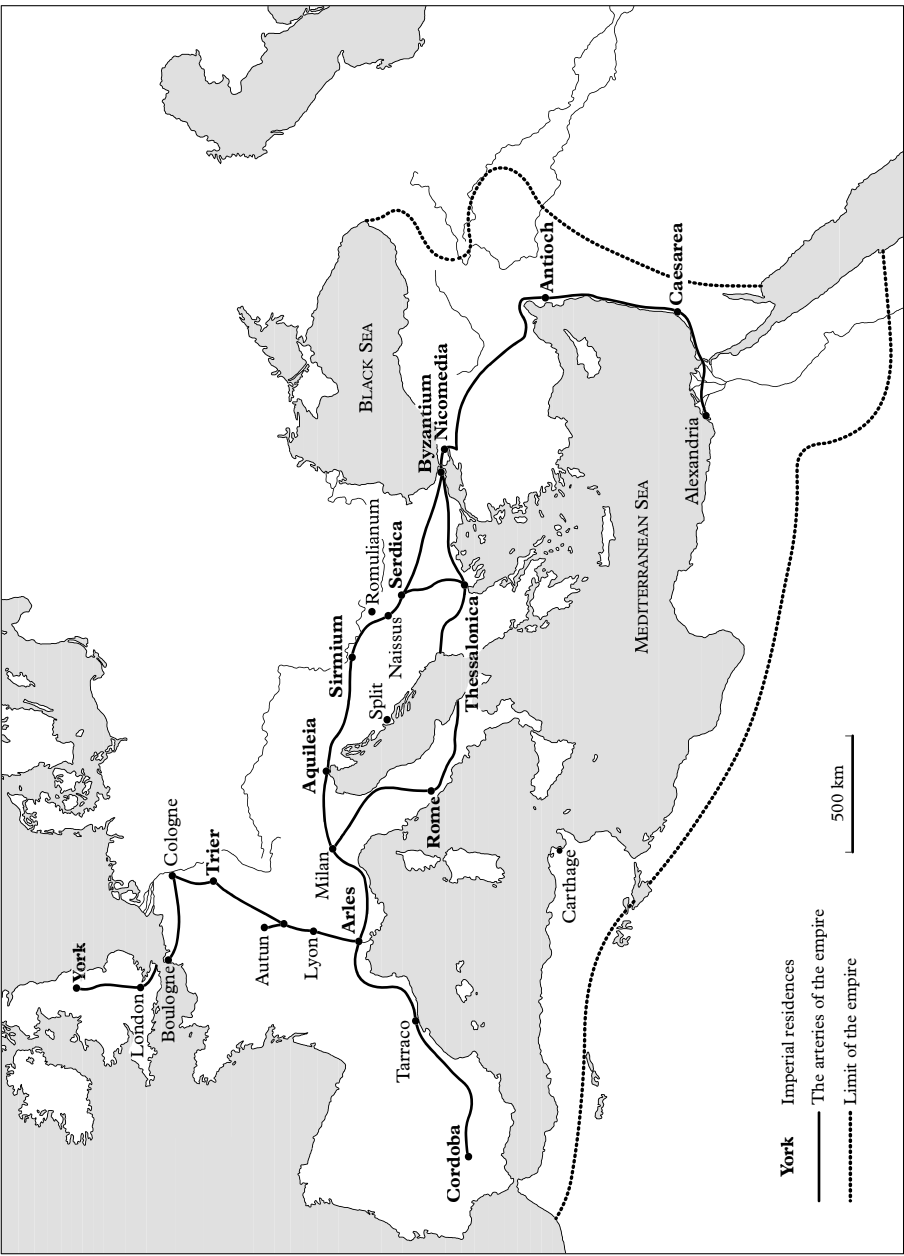 York
London
Boulogne
Cologne
Trier
Autun
Lyon
Arles
Milan
Aquileia
Sirmium
Split
Naissus
Romulianum
Serdica
Byzantium
Nicomedia
BLACK SEA
Thessalonica
Rome
Tarraco
Cordoba
Carthage
MEDITERRANEAN SEA
Antioch
Caesarea
Alexandria
500 km
York Imperial residences
The arteries of the empire
Limit of the empire